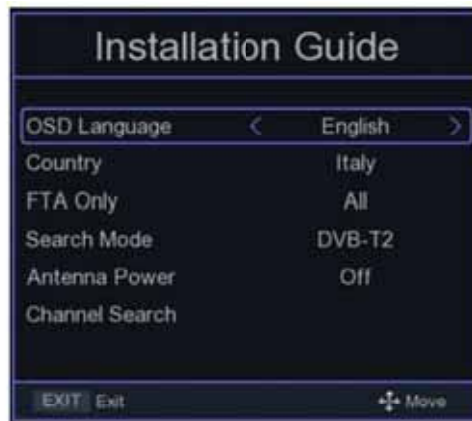 Installation Guide
OSD Language < English >
Country Italy
FTA Only All
Search Mode DVB-T2
Antenna Power Off
Channel Search
EXIT Exit Move